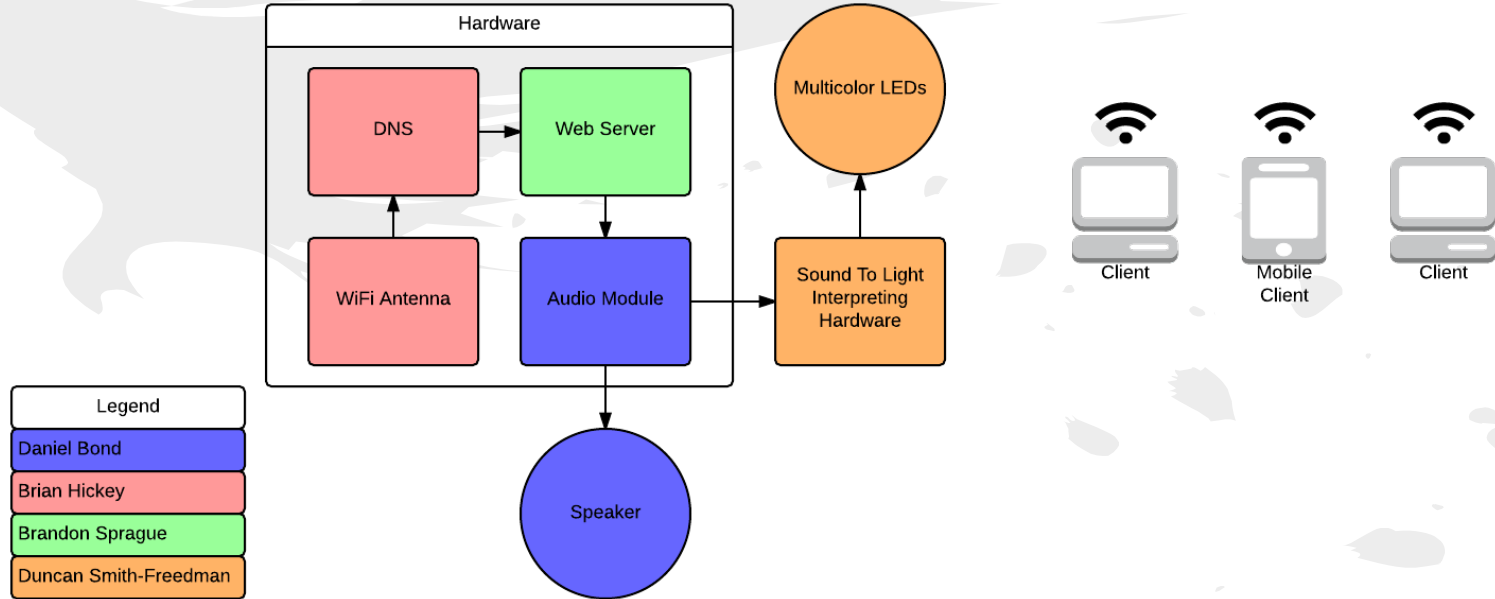 Hardware
DNS
Web Server
WiFi Antenna
Audio Module
Multicolor LEDs
Sound To Light
Interpreting
Hardware
Speaker
Client
Mobile
Client
Client
Legend
Daniel Bond
Brian Hickey
Brandon Sprague
Duncan Smith-Freedman